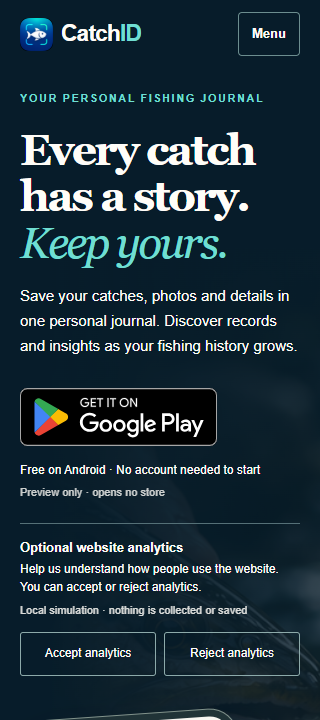 CatchID
Menu
YOUR PERSONAL FISHING JOURNAL
Every catch
has a story.
Keep yours.
Save your catches, photos and details in
one personal journal. Discover records
and insights as your fishing history grows.
GET IT ON
Google Play
Free on Android · No account needed to start
Preview only · opens no store
Optional website analytics
Help us understand how people use the website.
You can accept or reject analytics.
Local simulation · nothing is collected or saved
Accept analytics
Reject analytics